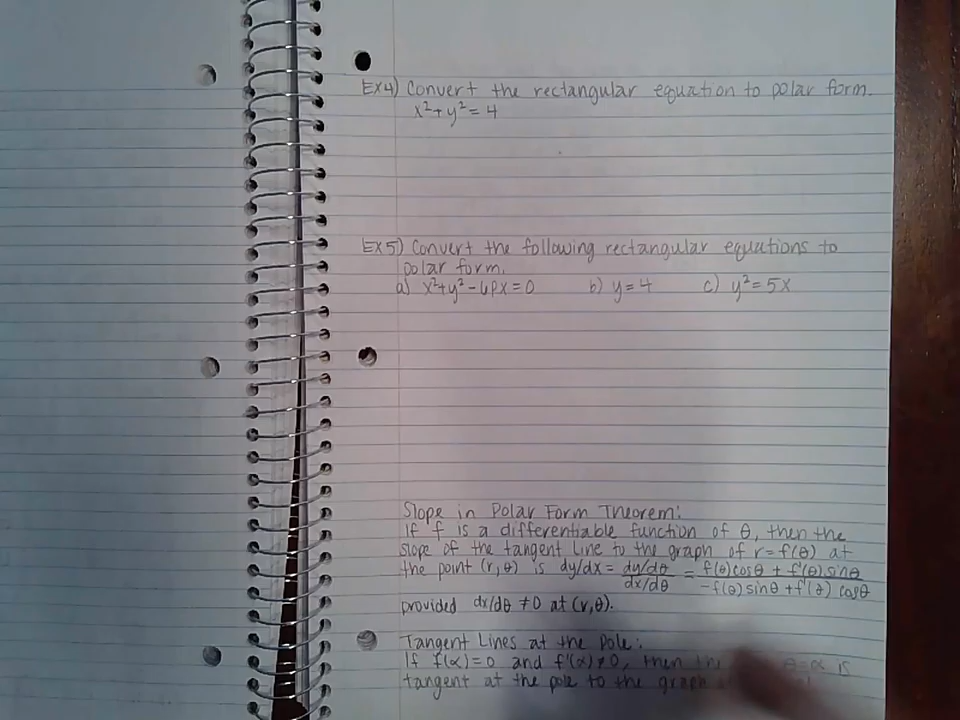 Ex4) Convert the rectangular equation to polar form.
x²+y²=4
Ex5) Convert the following rectangular equations to
polar form.
a) x²+y²-6px=0 b) y=4 c) y²=5x
Slope in Polar Form Theorem:
If f is a differentiable function of θ, then the
slope of the tangent line to the graph of r=f(θ) at
the point (r,θ) is dy/dx = dy/dθ / dx/dθ = f(θ)cosθ + f'(θ)sinθ / -f(θ)sinθ + f'(θ)cosθ
provided dx/dθ ≠0 at (r,θ).
Tangent Lines at the Pole:
If f(α)=0 and f'(α)≠0, then the θ=α is
tangent at the pole to the graph